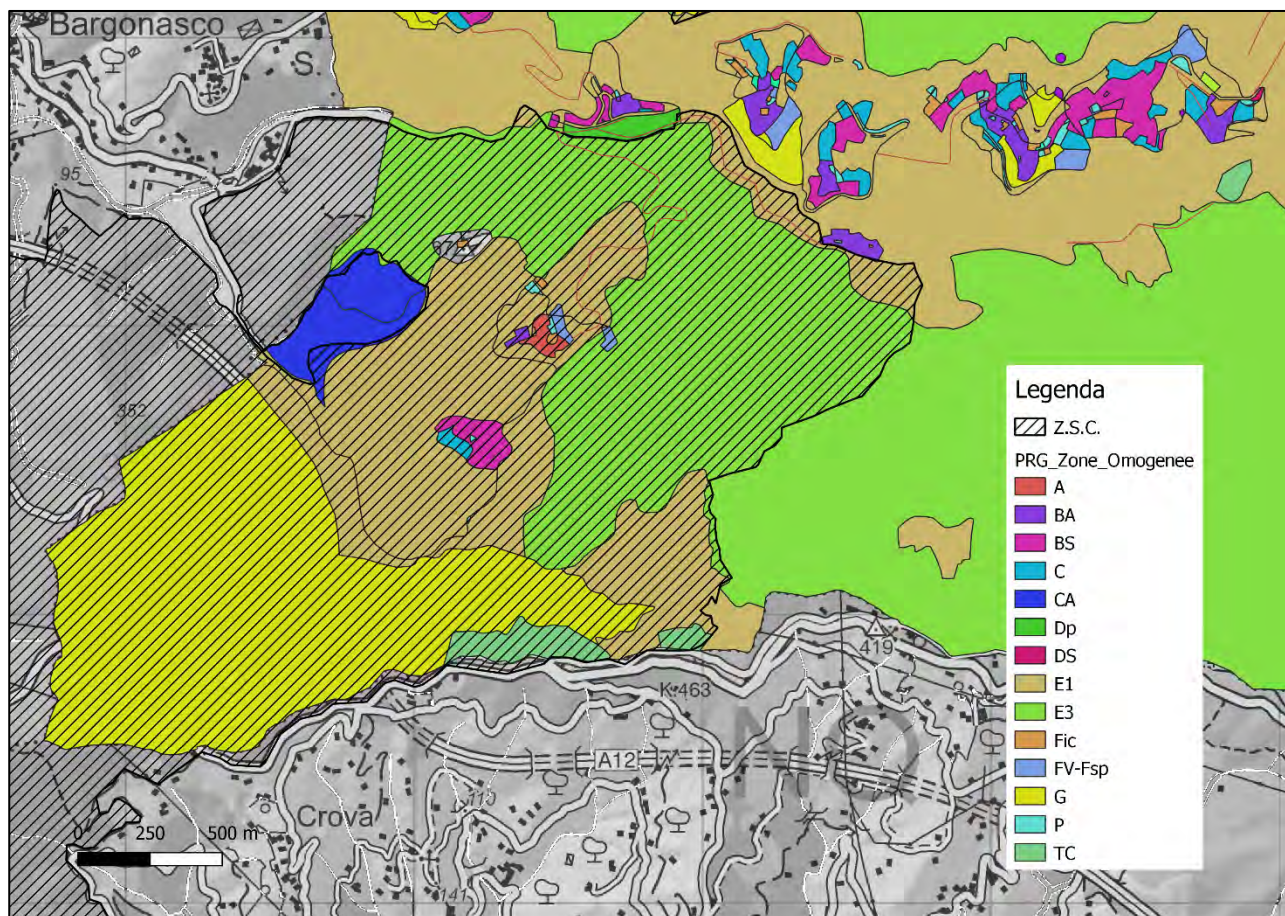 Bargonasco
S.
95
352
Legenda
Z.S.C.
PRG_Zone_Omogenee
A
BA
BS
C
CA
Dp
DS
E1
E3
Fic
FV-Fsp
G
P
TC
419
K.463
NO
A12
Crova
0 250 500 m
141